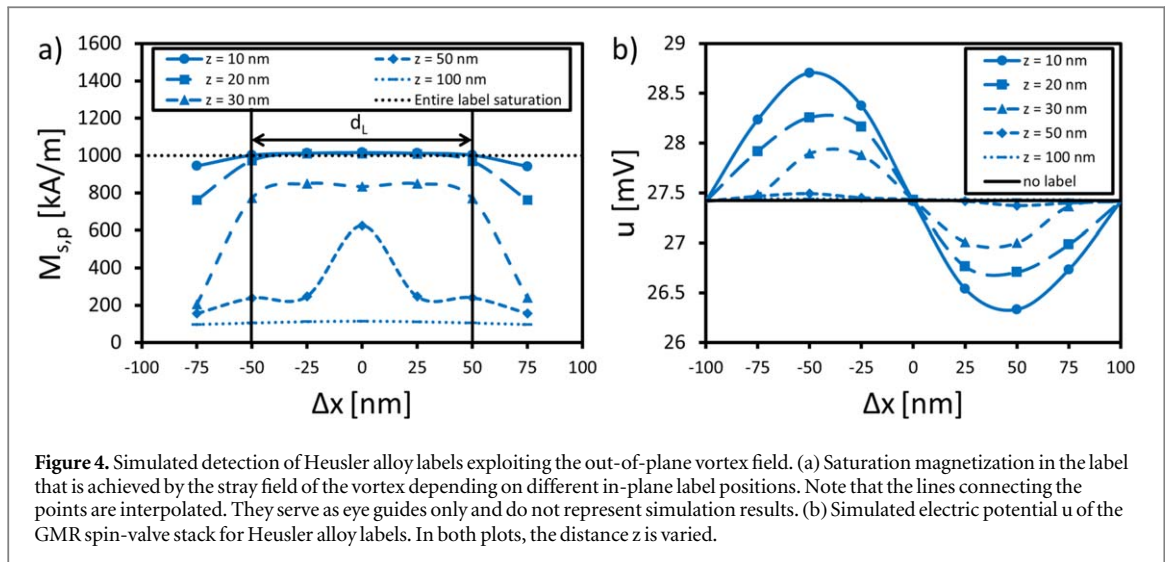 a)
1600
1400
1200
1000
800
600
400
200
0
M_s,p [kA/m]
z = 10 nm
z = 20 nm
z = 30 nm
z = 50 nm
z = 100 nm
Entire label saturation
d_L
-100 -75 -50 -25 0 25 50 75 100
Δx [nm]
b)
29
28.5
28
27.5
27
26.5
26
u [mV]
z = 10 nm
z = 20 nm
z = 30 nm
z = 50 nm
z = 100 nm
no label
-100 -75 -50 -25 0 25 50 75 100
Δx [nm]
Figure 4. Simulated detection of Heusler alloy labels exploiting the out-of-plane vortex field. (a) Saturation magnetization in the label
that is achieved by the stray field of the vortex depending on different in-plane label positions. Note that the lines connecting the
points are interpolated. They serve as eye guides only and do not represent simulation results. (b) Simulated electric potential u of the
GMR spin-valve stack for Heusler alloy labels. In both plots, the distance z is varied.